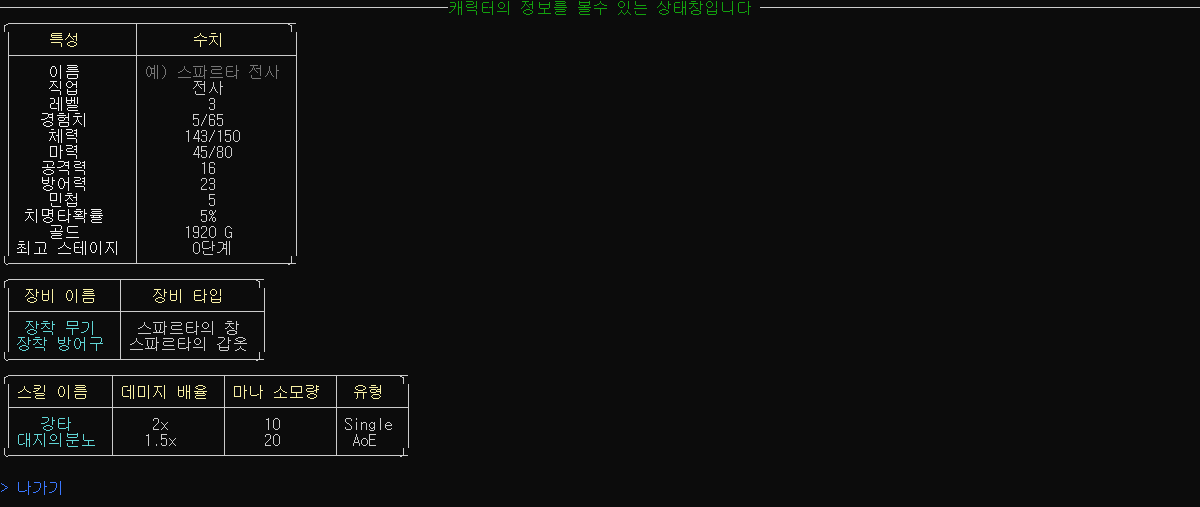 캐릭터의 정보를 볼수 있는 상태창입니다
특성 수치
이름 예) 스파르타 전사
직업 전사
레벨 3
경험치 5/65
체력 143/150
마력 45/80
공격력 16
방어력 23
민첩 5
치명타확률 5%
골드 1920 G
최고 스테이지 0단계
장비 이름 장비 타입
장착 무기 스파르타의 창
장착 방어구 스파르타의 갑옷
스킬 이름 데미지 배율 마나 소모량 유형
강타 2x 10 Single
대지의분노 1.5x 20 AoE
> 나가기